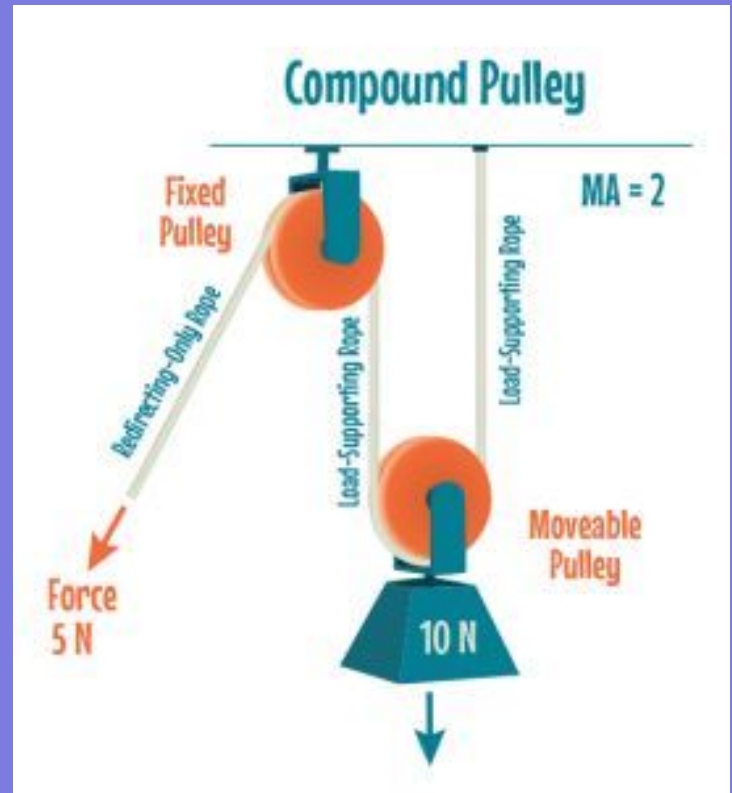 Compound Pulley
Fixed
Pulley
MA = 2
Redirecting-Only Rope
Load-Supporting Rope
Load-Supporting Rope
Moveable
Pulley
Force
5 N
10 N